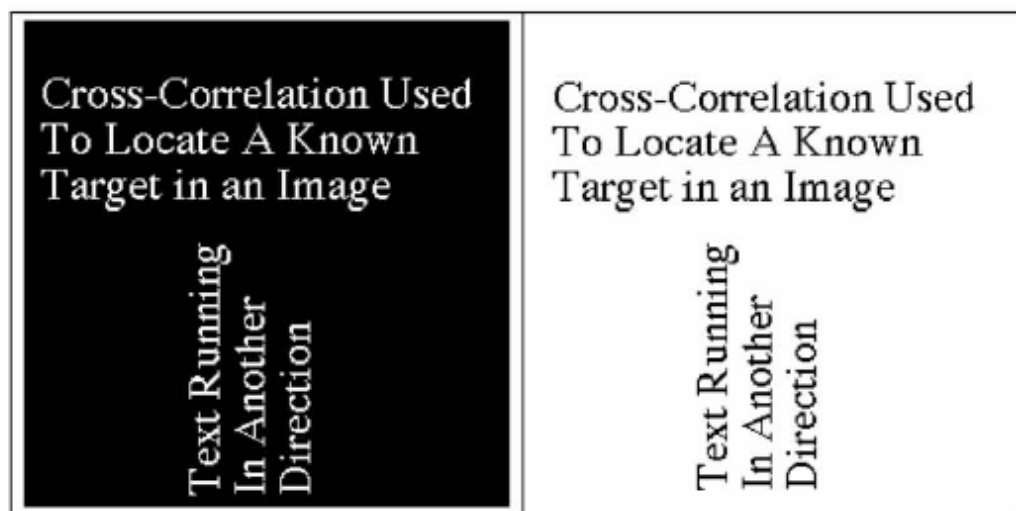 Cross-Correlation Used
To Locate A Known
Target in an Image
Text Running
In Another
Direction
Cross-Correlation Used
To Locate A Known
Target in an Image
Text Running
In Another
Direction